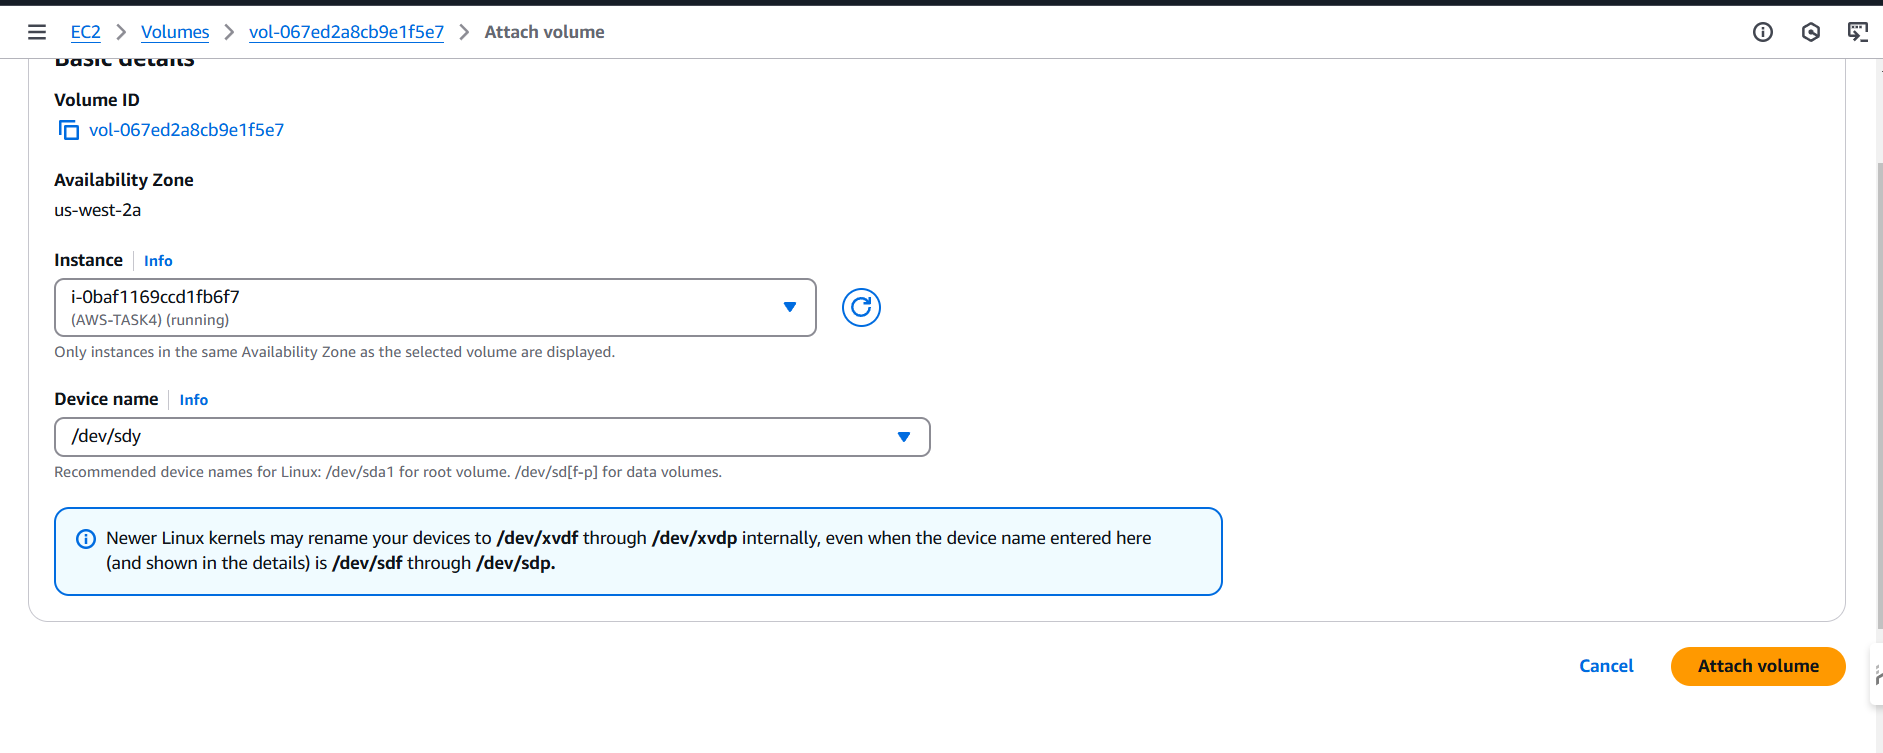 EC2 > Volumes > vol-067ed2a8cb9e1f5e7 > Attach volume
Basic details
Volume ID
vol-067ed2a8cb9e1f5e7
Availability Zone
us-west-2a
Instance | Info
i-0baf1169ccd1fb6f7
(AWS-TASK4) (running)
Only instances in the same Availability Zone as the selected volume are displayed.
Device name | Info
/dev/sdy
Recommended device names for Linux: /dev/sda1 for root volume. /dev/sd[f-p] for data volumes.
Newer Linux kernels may rename your devices to /dev/xvdf through /dev/xvdp internally, even when the device name entered here
(and shown in the details) is /dev/sdf through /dev/sdp.
Cancel Attach volume